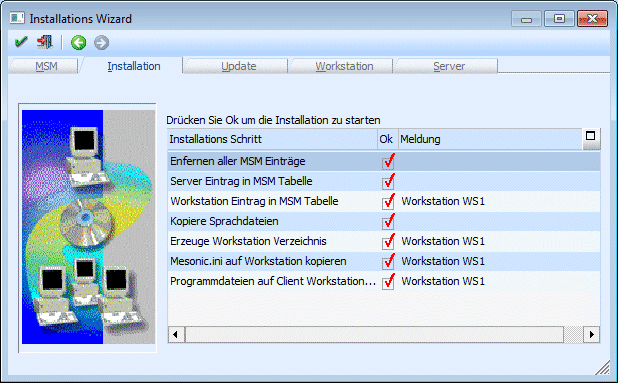 Installations Wizard
MSM Installation Update Workstation Server
Drücken Sie Ok um die Installation zu starten
Installations Schritt Ok Meldung
Enfernen aller MSM Einträge
Server Eintrag in MSM Tabelle
Workstation Eintrag in MSM Tabelle Workstation WS1
Kopiere Sprachdateien
Erzeuge Workstation Verzeichnis Workstation WS1
Mesonic.ini auf Workstation kopieren Workstation WS1
Programmdateien auf Client Workstation... Workstation WS1